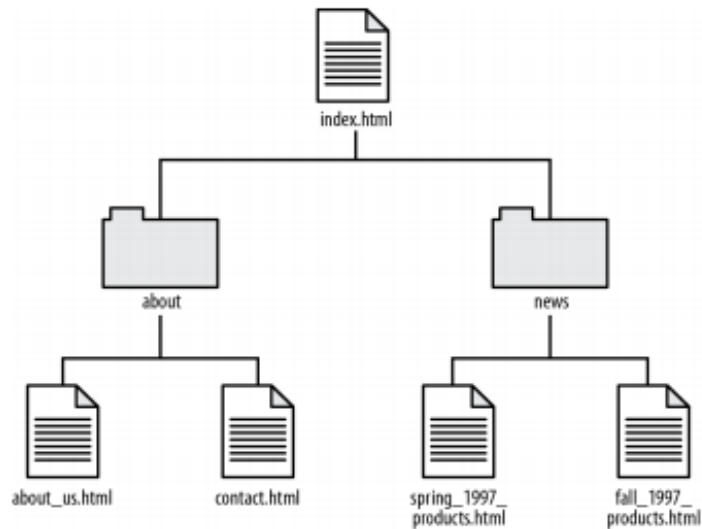 index.html
about
news
about_us.html
contact.html
spring_1997_
products.html
fall_1997_
products.html